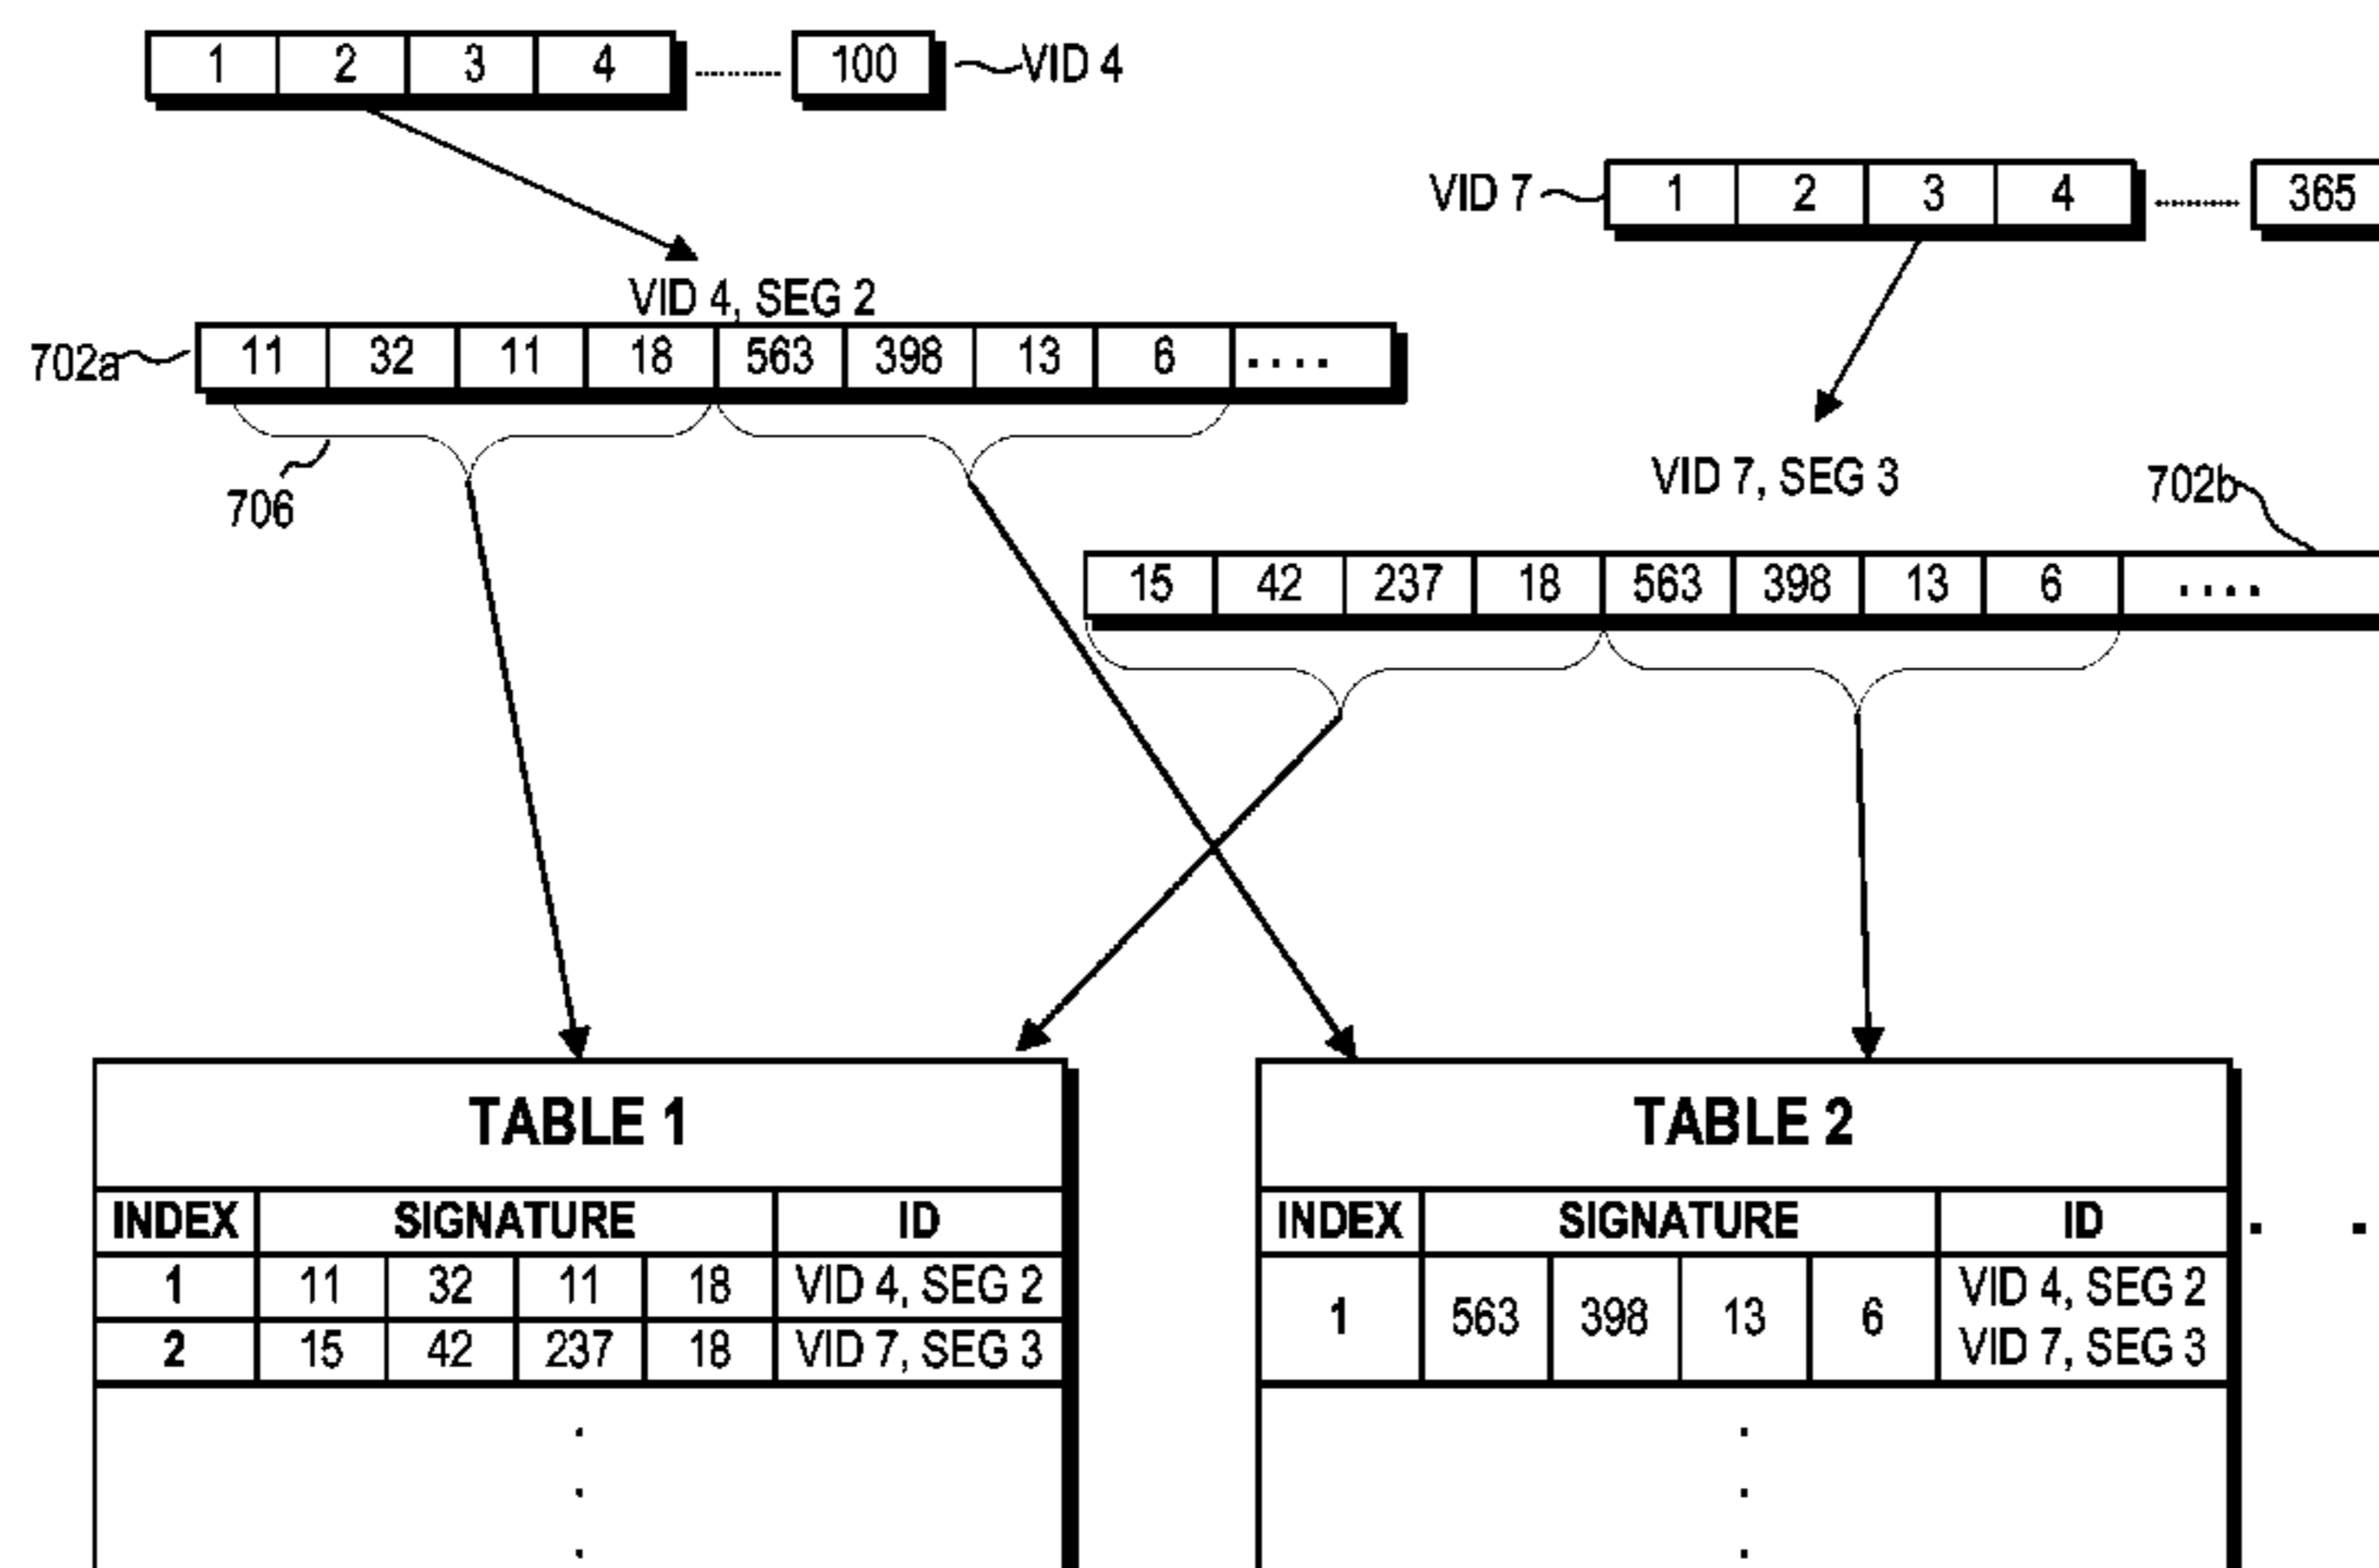 1 2 3 4 ........... 100 VID 4
VID 7 1 2 3 4 ........... 365
VID 4, SEG 2
702a 11 32 11 18 563 398 13 6 ....
706
VID 7, SEG 3
702b
15 42 237 18 563 398 13 6 ....
TABLE 1
INDEX SIGNATURE ID
1 11 32 11 18 VID 4, SEG 2
2 15 42 237 18 VID 7, SEG 3
.
.
.
TABLE 2
INDEX SIGNATURE ID
1 563 398 13 6 VID 4, SEG 2
VID 7, SEG 3
.
.
.
. .